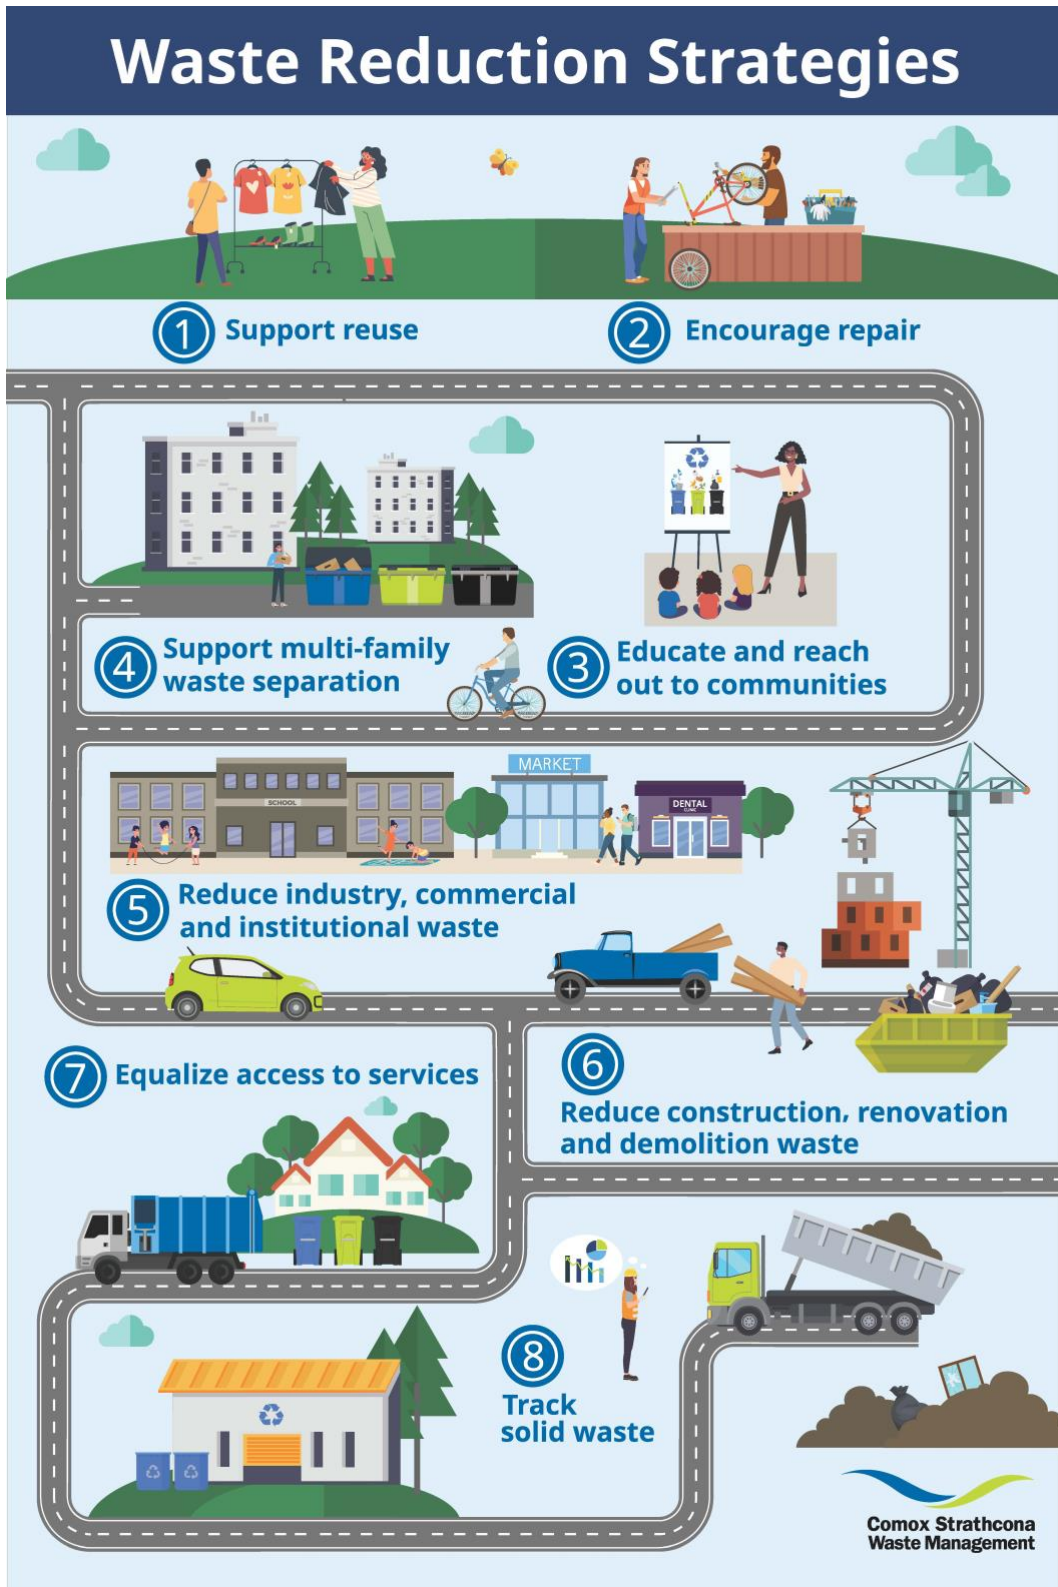 Waste Reduction Strategies
1 Support reuse
2 Encourage repair
4 Support multi-family
waste separation
3 Educate and reach
out to communities
SCHOOL
MARKET
DENTAL
CLINIC
5 Reduce industry, commercial
and institutional waste
7 Equalize access to services
6
Reduce construction, renovation
and demolition waste
8
Track
solid waste
Comox Strathcona
Waste Management